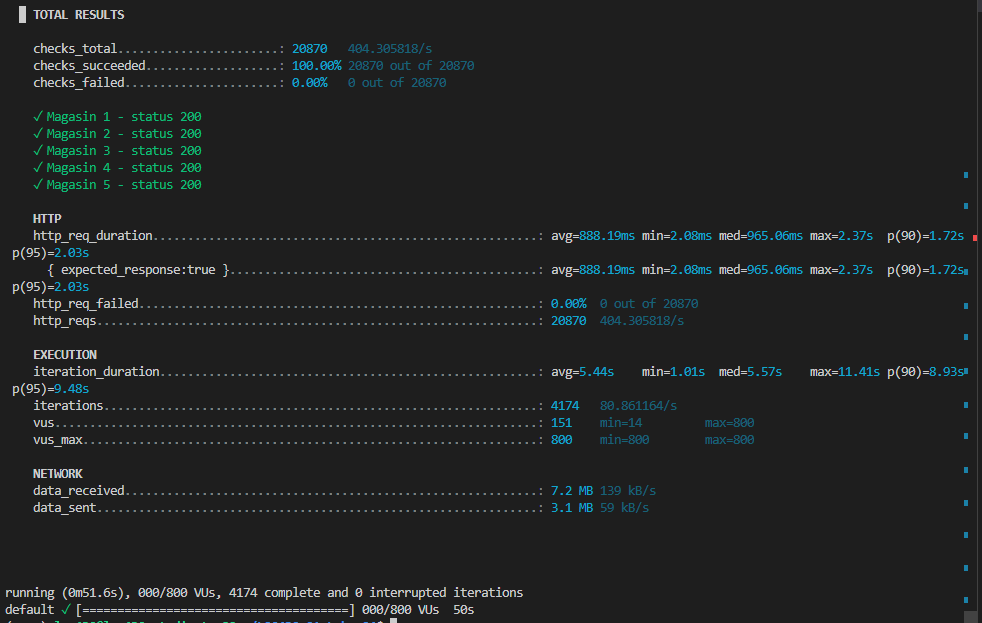 TOTAL RESULTS
checks_total.......................: 20870 404.305818/s
checks_succeeded...................: 100.00% 20870 out of 20870
checks_failed......................: 0.00% 0 out of 20870
✓ Magasin 1 - status 200
✓ Magasin 2 - status 200
✓ Magasin 3 - status 200
✓ Magasin 4 - status 200
✓ Magasin 5 - status 200
HTTP
http_req_duration.......................................................: avg=888.19ms min=2.08ms med=965.06ms max=2.37s p(90)=1.72s
p(95)=2.03s
{ expected_response:true }............................................: avg=888.19ms min=2.08ms med=965.06ms max=2.37s p(90)=1.72s
p(95)=2.03s
http_req_failed.........................................................: 0.00% 0 out of 20870
http_reqs...............................................................: 20870 404.305818/s
EXECUTION
iteration_duration......................................................: avg=5.44s min=1.01s med=5.57s max=11.41s p(90)=8.93s
p(95)=9.48s
iterations..............................................................: 4174 80.861164/s
vus.....................................................................: 151 min=14 max=800
vus_max.................................................................: 800 min=800 max=800
NETWORK
data_received...........................................................: 7.2 MB 139 kB/s
data_sent...............................................................: 3.1 MB 59 kB/s
running (0m51.6s), 000/800 VUs, 4174 complete and 0 interrupted iterations
default ✓ [======================================] 000/800 VUs 50s